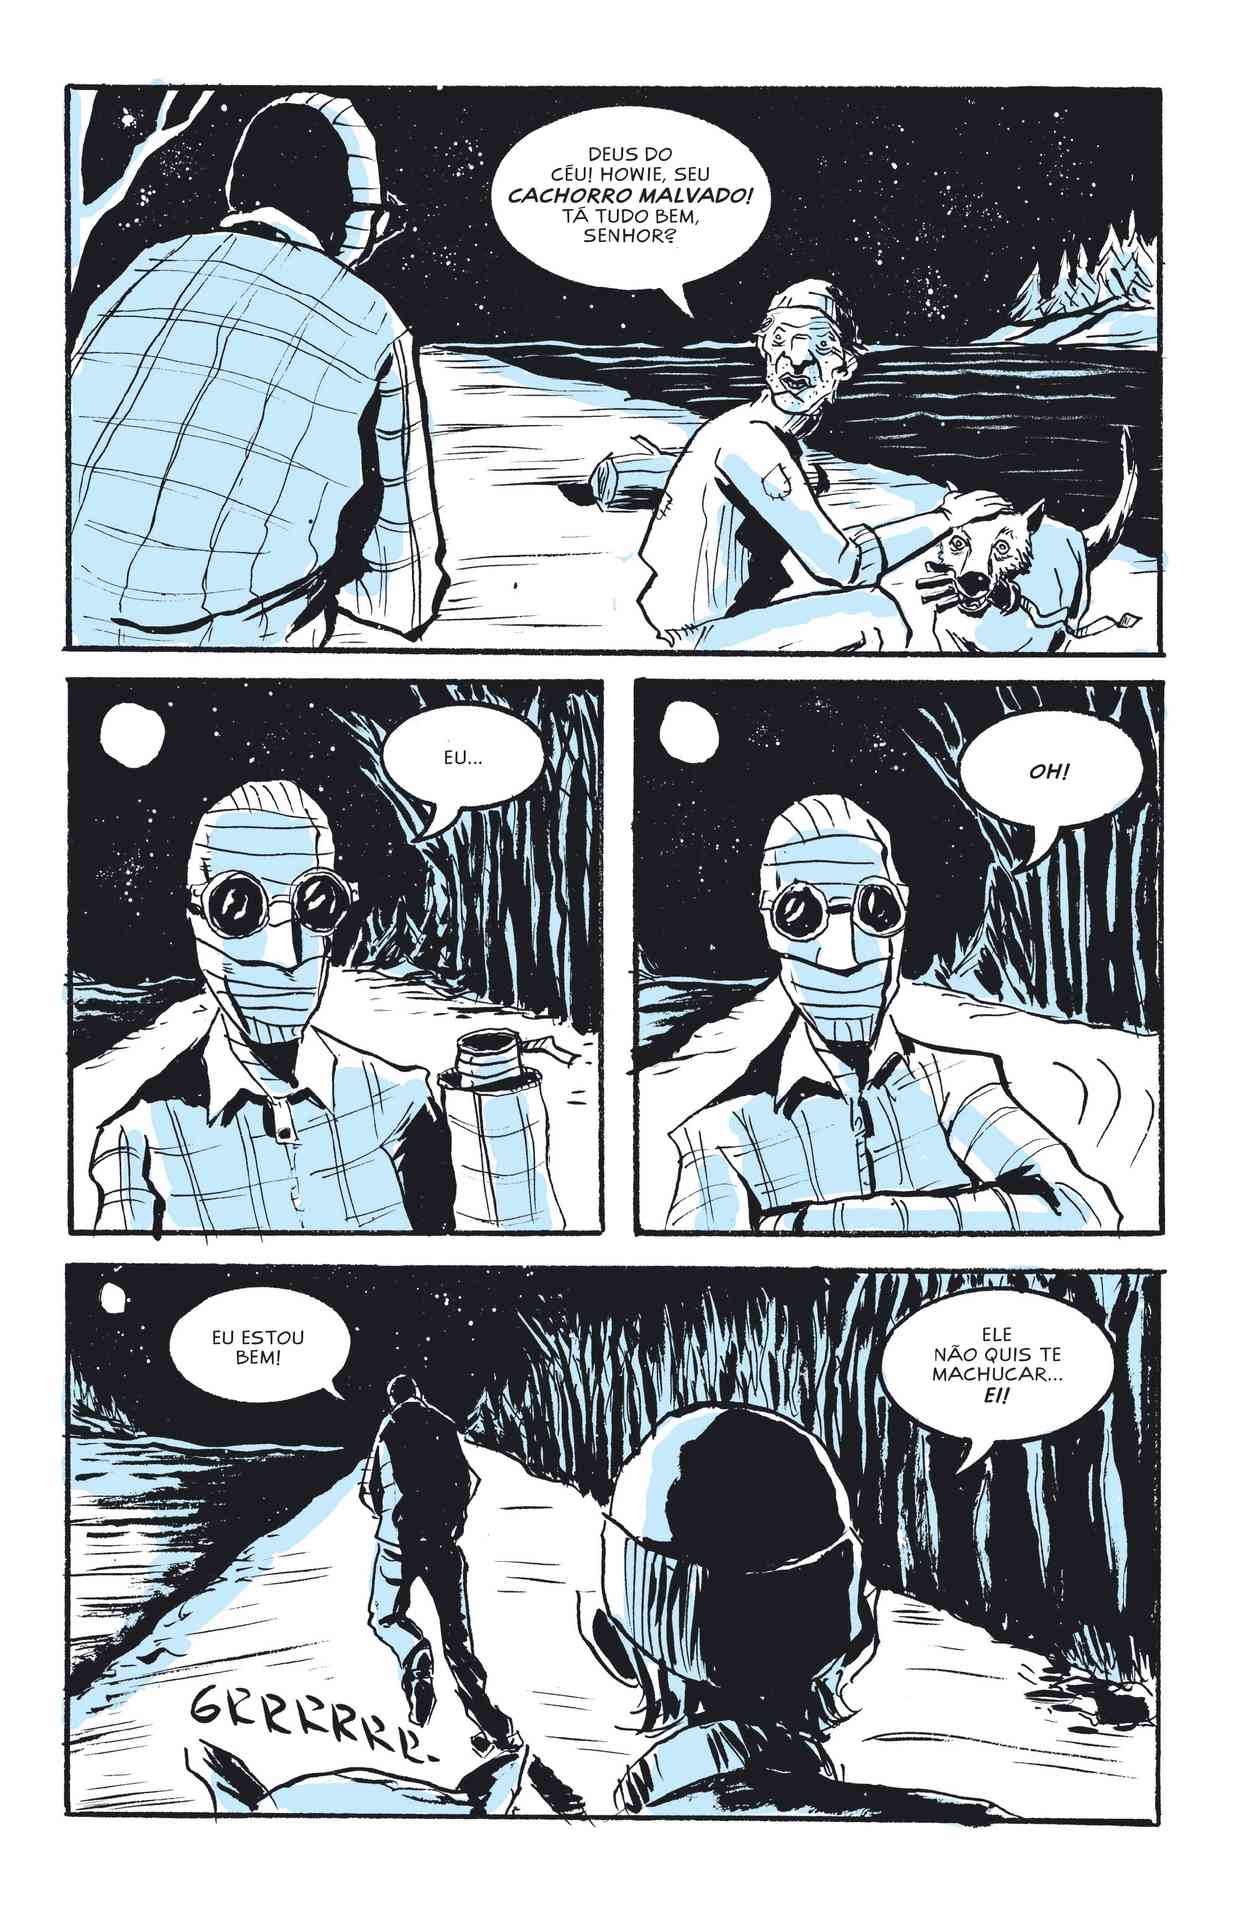 DEUS DO
CÉU! HOWIE, SEU
CACHORRO MALVADO!
TÁ TUDO BEM,
SENHOR?
EU...
OH!
EU ESTOU
BEM!
ELE
NÃO QUIS TE
MACHUCAR...
EI!
GRRRRRR.